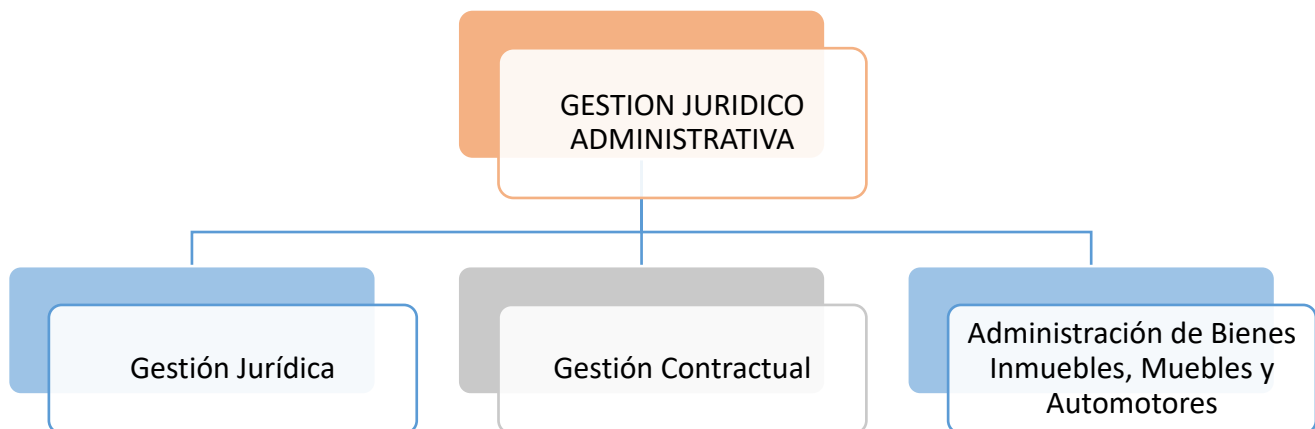 GESTION JURIDICO
ADMINISTRATIVA
Gestión Jurídica
Gestión Contractual
Administración de Bienes
Inmuebles, Muebles y
Automotores